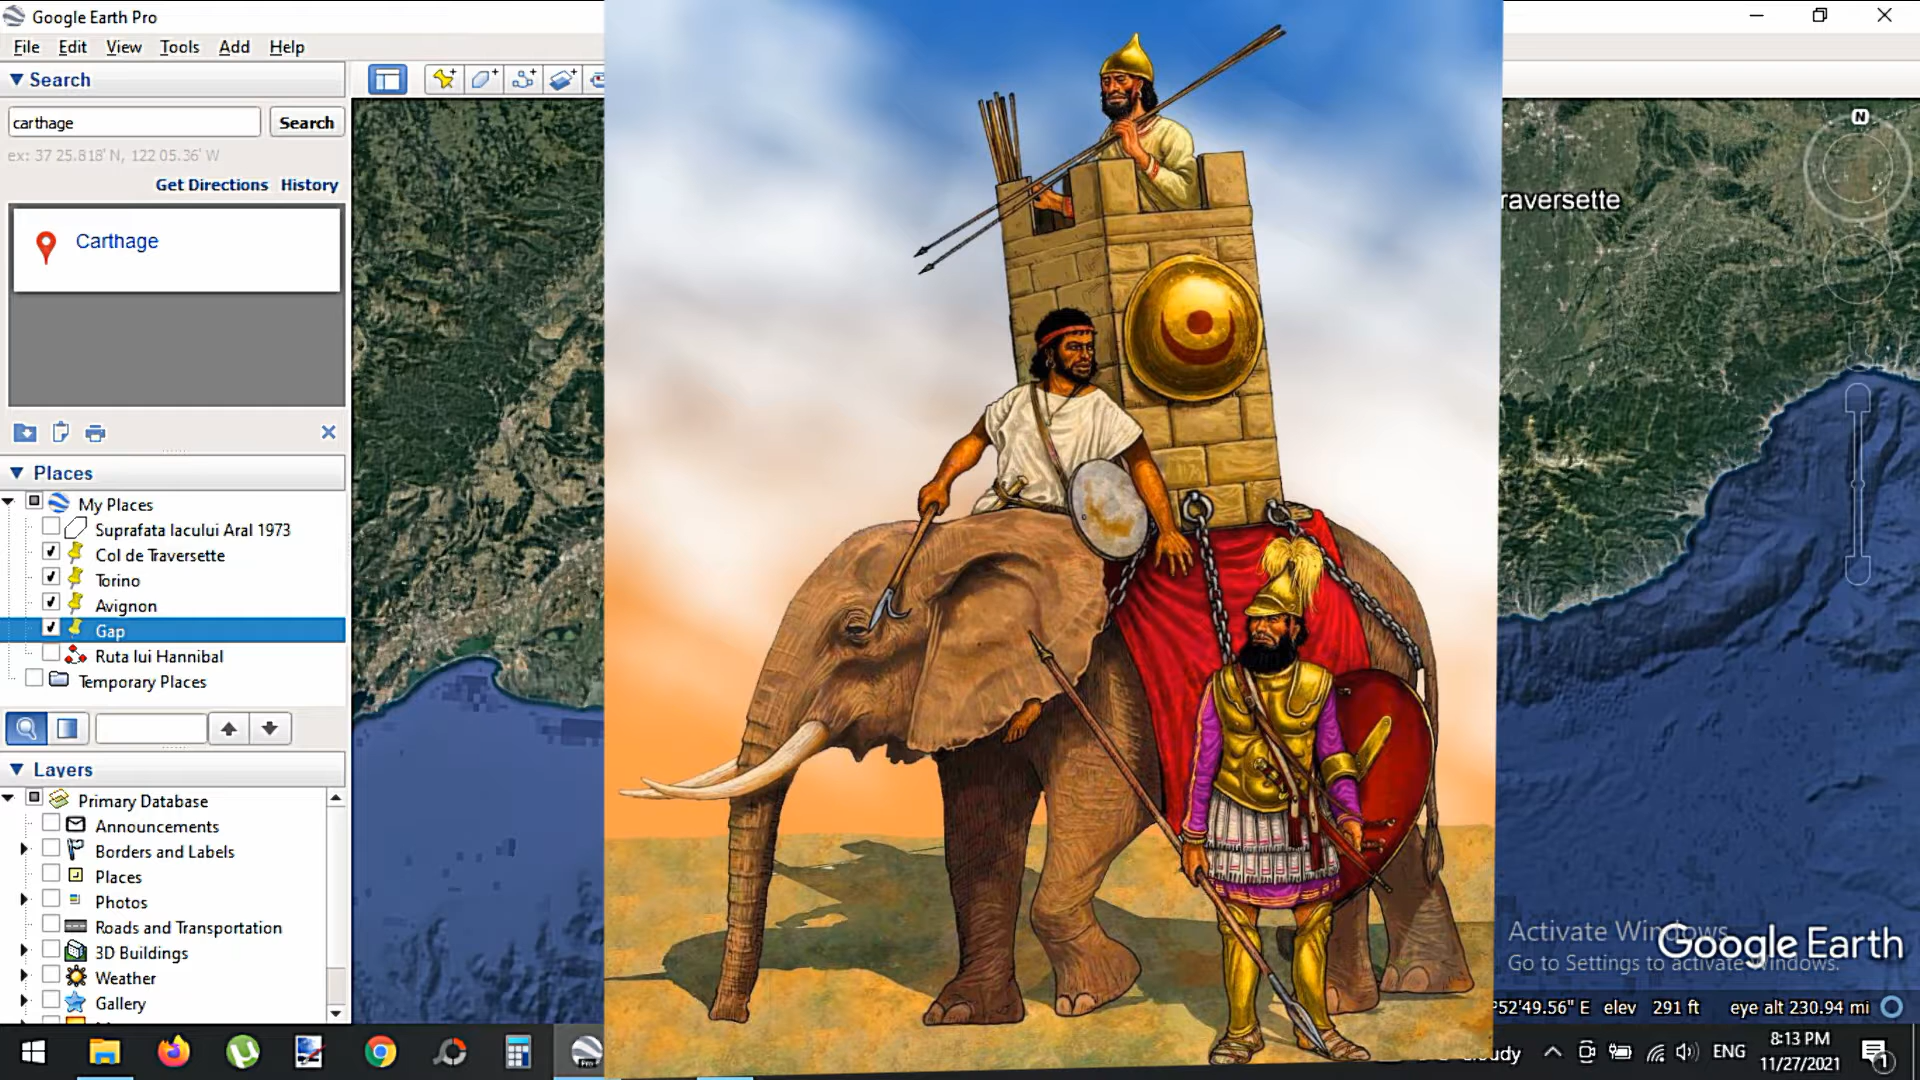 Google Earth Pro
File Edit View Tools Add Help
Search
carthage
Search
ex: 37 25.818' N, 122 05.36' W
Get Directions History
Carthage
Places
My Places
Suprafata lacului Aral 1973
Col de Traversette
Torino
Avignon
Gap
Ruta lui Hannibal
Temporary Places
Layers
Primary Database
Announcements
Borders and Labels
Places
Photos
Roads and Transportation
3D Buildings
Weather
Gallery
N
raversette
Activate Windows
Go to Settings to activate Windows.
Google Earth
°52'49.56" E elev 291 ft eye alt 230.94 mi
Pro
ENG
8:13 PM
11/27/2021
1